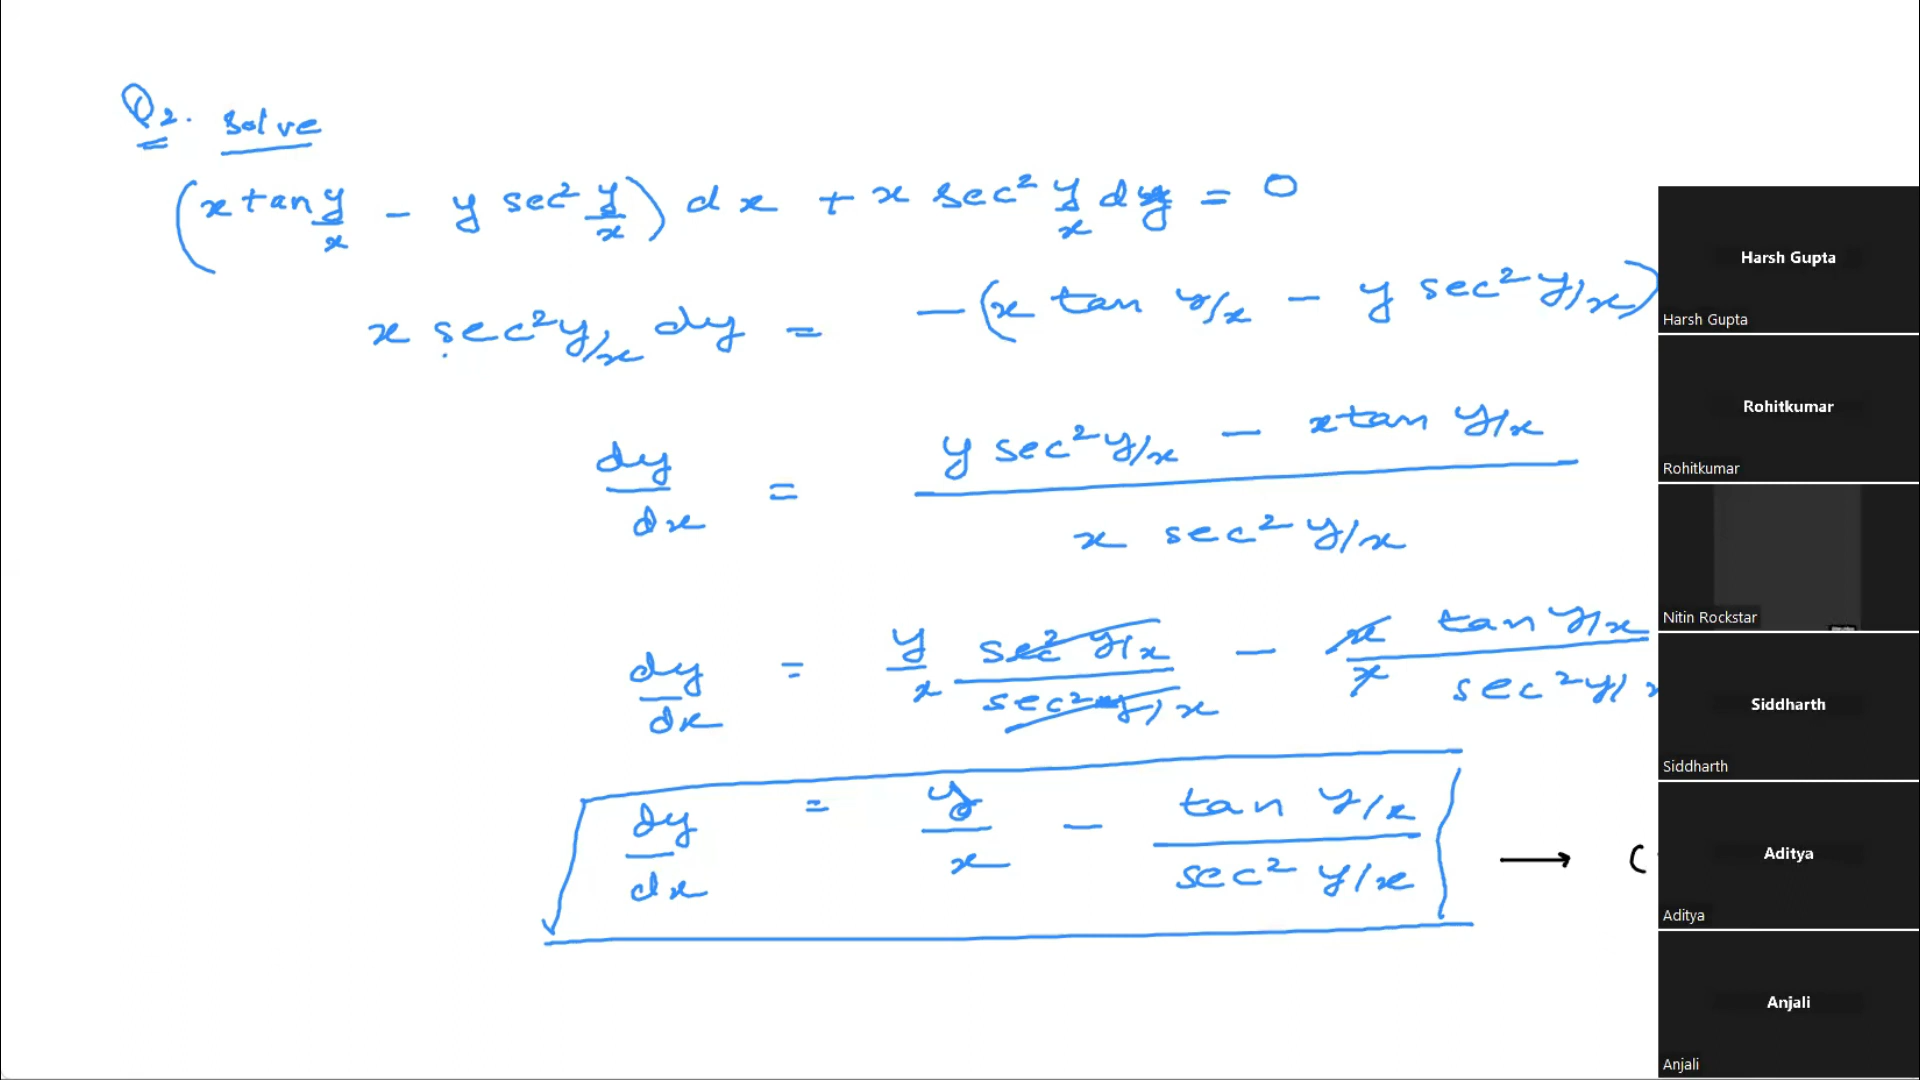 Q2. Solve
(x tan y/x - y sec² y/x) dx + x sec² y/x dy = 0
x sec² y/x dy = -(x tan y/x - y sec² y/x)
dy/dx = (y sec² y/x - x tan y/x) / (x sec² y/x)
dy/dx = y/x sec² y/x / sec² y/x - x/x tan y/x / sec² y/
dy/dx = y/x - tan y/x / sec² y/x → (
Harsh Gupta
Harsh Gupta
Rohitkumar
Rohitkumar
Nitin Rockstar
Siddharth
Siddharth
Aditya
Aditya
Anjali
Anjali